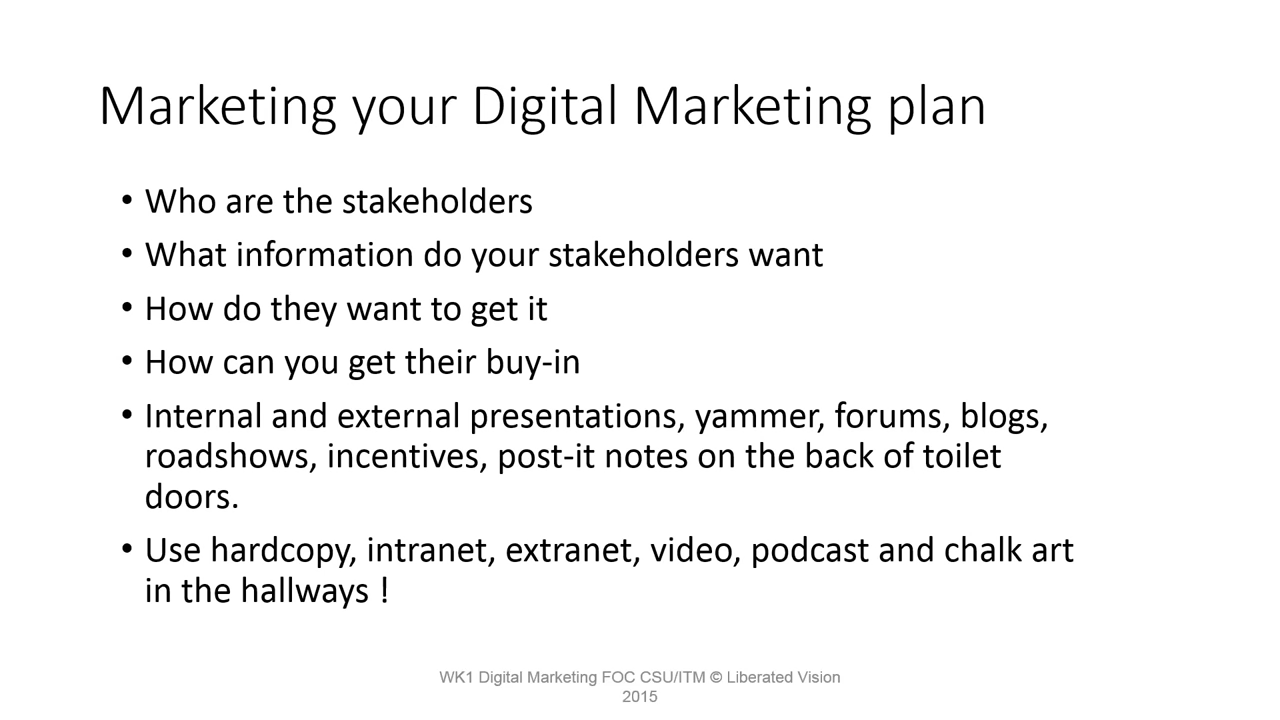 Marketing your Digital Marketing plan
• Who are the stakeholders
• What information do your stakeholders want
• How do they want to get it
• How can you get their buy-in
• Internal and external presentations, yammer, forums, blogs,
roadshows, incentives, post-it notes on the back of toilet
doors.
• Use hardcopy, intranet, extranet, video, podcast and chalk art
in the hallways !
WK1 Digital Marketing FOC CSU/ITM © Liberated Vision
2015